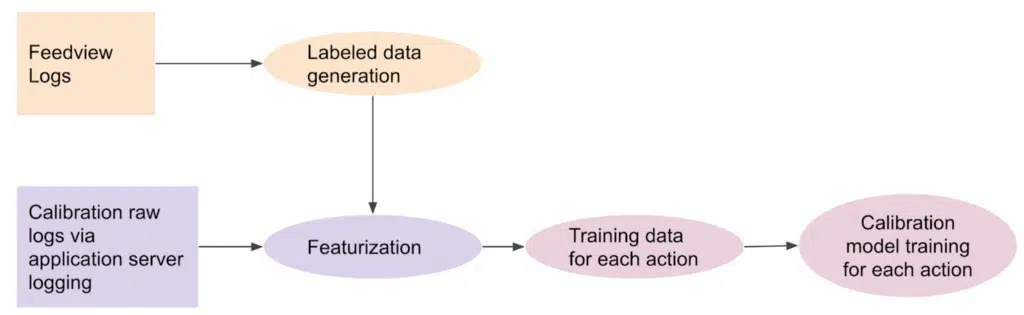 Feedview
Logs
Labeled data
generation
Calibration raw
logs via
application server
logging
Featurization
Training data
for each action
Calibration
model training
for each action